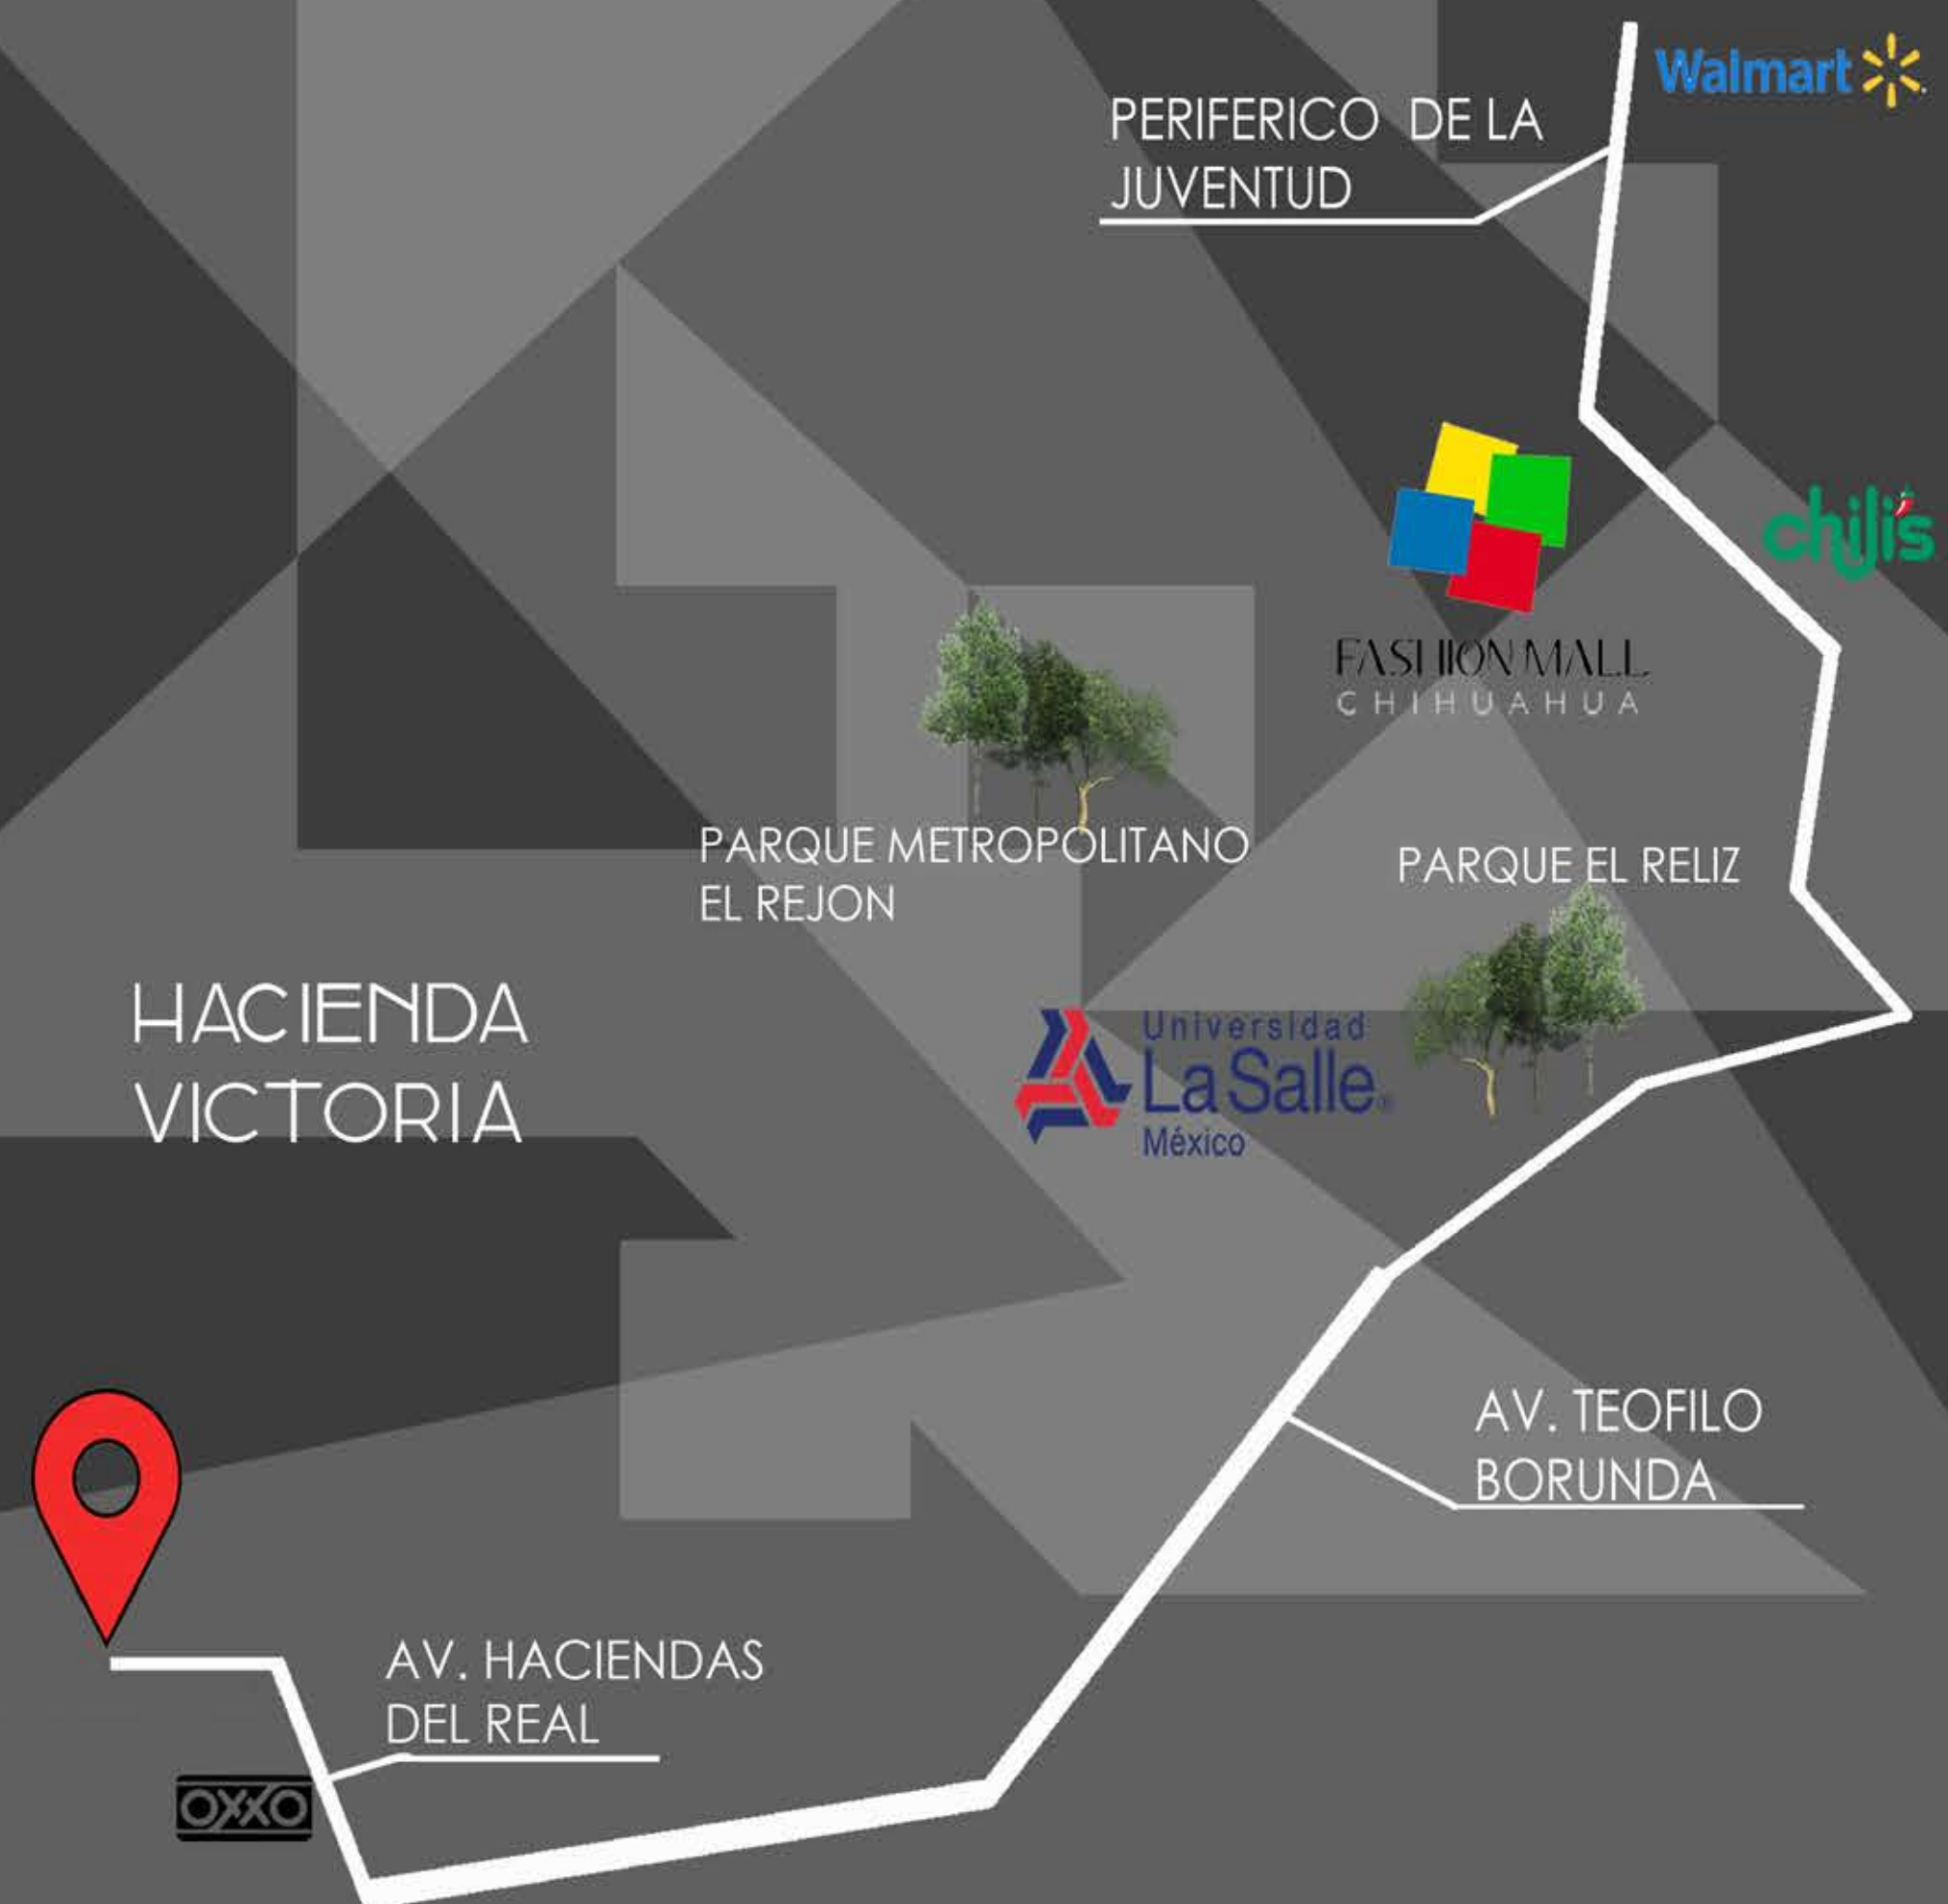 Walmart
PERIFERICO DE LA
JUVENTUD
chili's
FASHION MALL
CHIHUAHUA
PARQUE METROPOLITANO
EL REJON
PARQUE EL RELIZ
HACIENDA
VICTORIA
Universidad
La Salle®
México
AV. TEOFILO
BORUNDA
AV. HACIENDAS
DEL REAL
OXXO